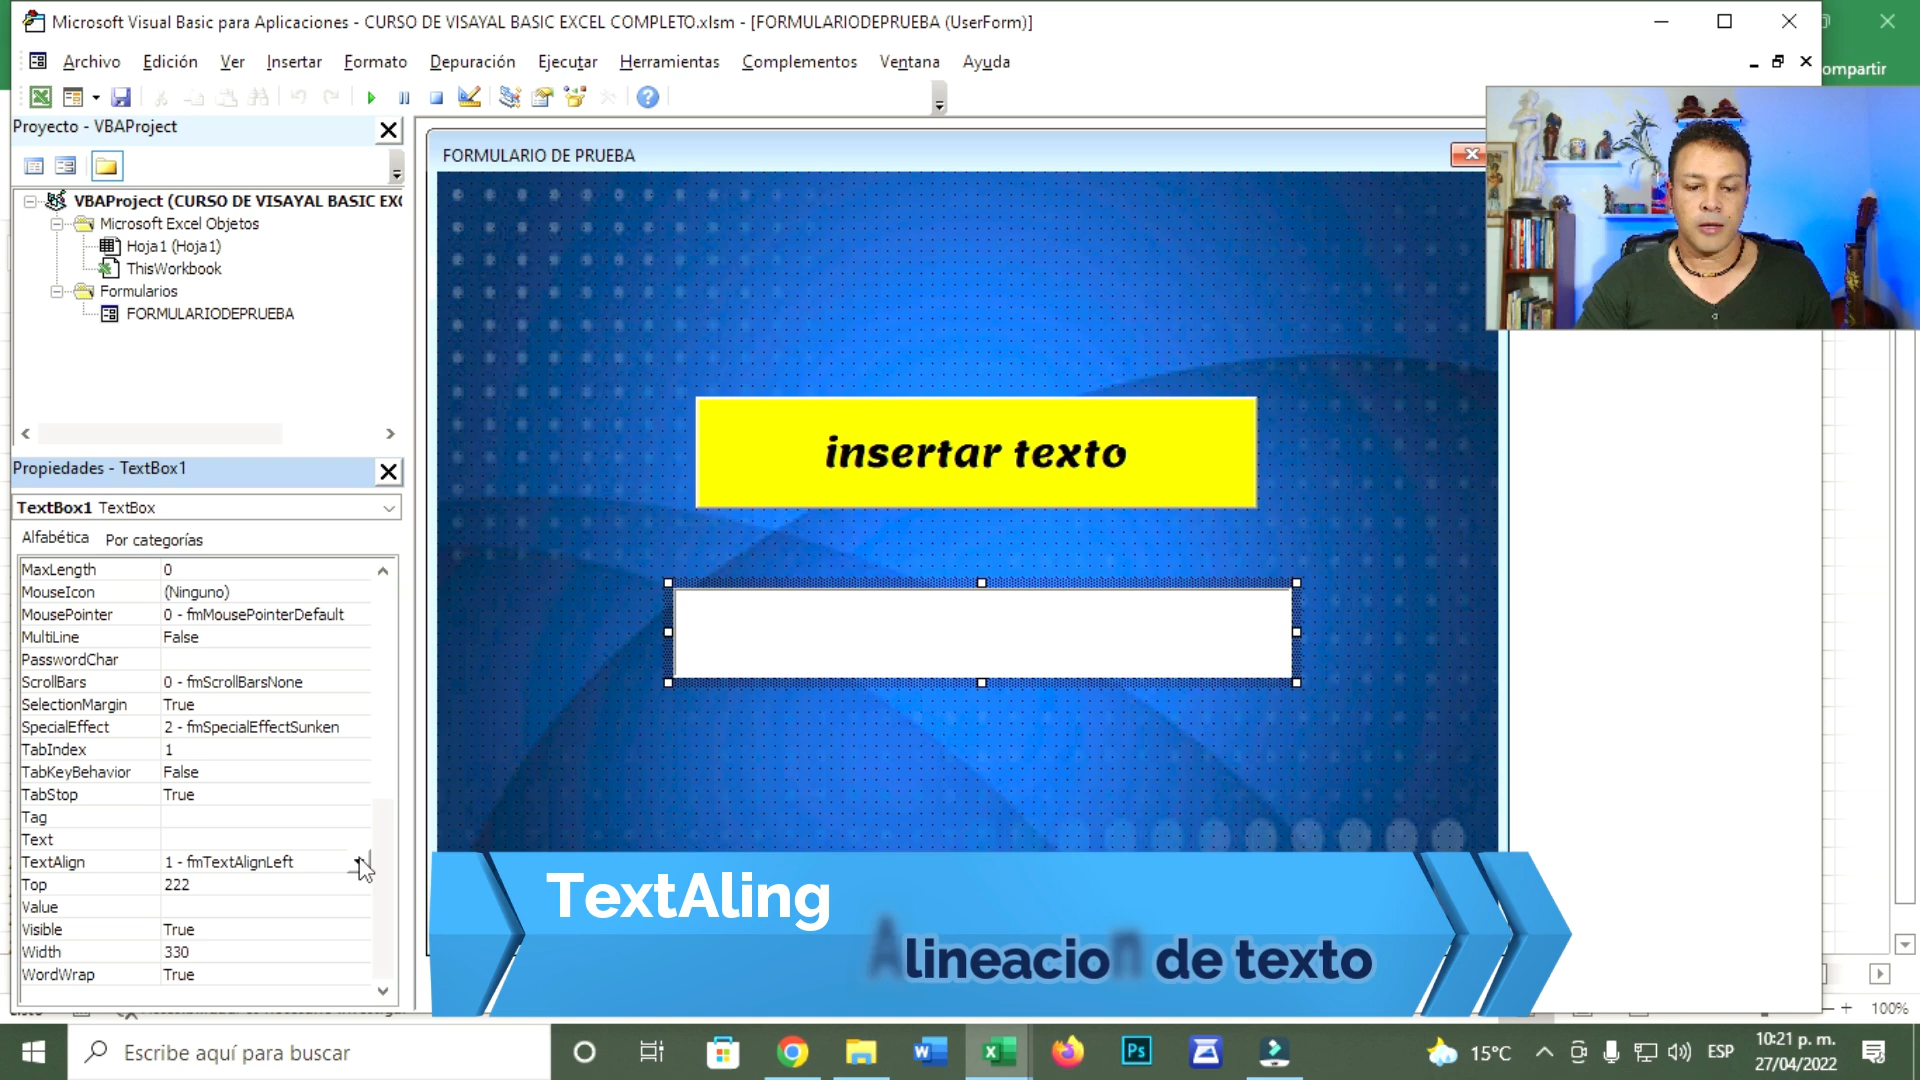 Microsoft Visual Basic para Aplicaciones - CURSO DE VISAYAL BASIC EXCEL COMPLETO.xlsm - [FORMULARIODEPRUEBA (UserForm)]
Archivo Edición Ver Insertar Formato Depuración Ejecutar Herramientas Complementos Ventana Ayuda
ompartir
Proyecto - VBAProject
VBAProject (CURSO DE VISAYAL BASIC EX
Microsoft Excel Objetos
Hoja1 (Hoja1)
ThisWorkbook
Formularios
FORMULARIODEPRUEBA
FORMULARIO DE PRUEBA
insertar texto
Propiedades - TextBox1
TextBox1 TextBox
Alfabética Por categorías
MaxLength 0
MouseIcon (Ninguno)
MousePointer 0 - fmMousePointerDefault
MultiLine False
PasswordChar
ScrollBars 0 - fmScrollBarsNone
SelectionMargin True
SpecialEffect 2 - fmSpecialEffectSunken
TabIndex 1
TabKeyBehavior False
TabStop True
Tag
Text
TextAlign 1 - fmTextAlignLeft
Top 222
Value
Visible True
Width 330
WordWrap True
TextAling
Alineacion de texto
100%
Escribe aquí para buscar
Ps
15°C
ESP
10:21 p. m.
27/04/2022